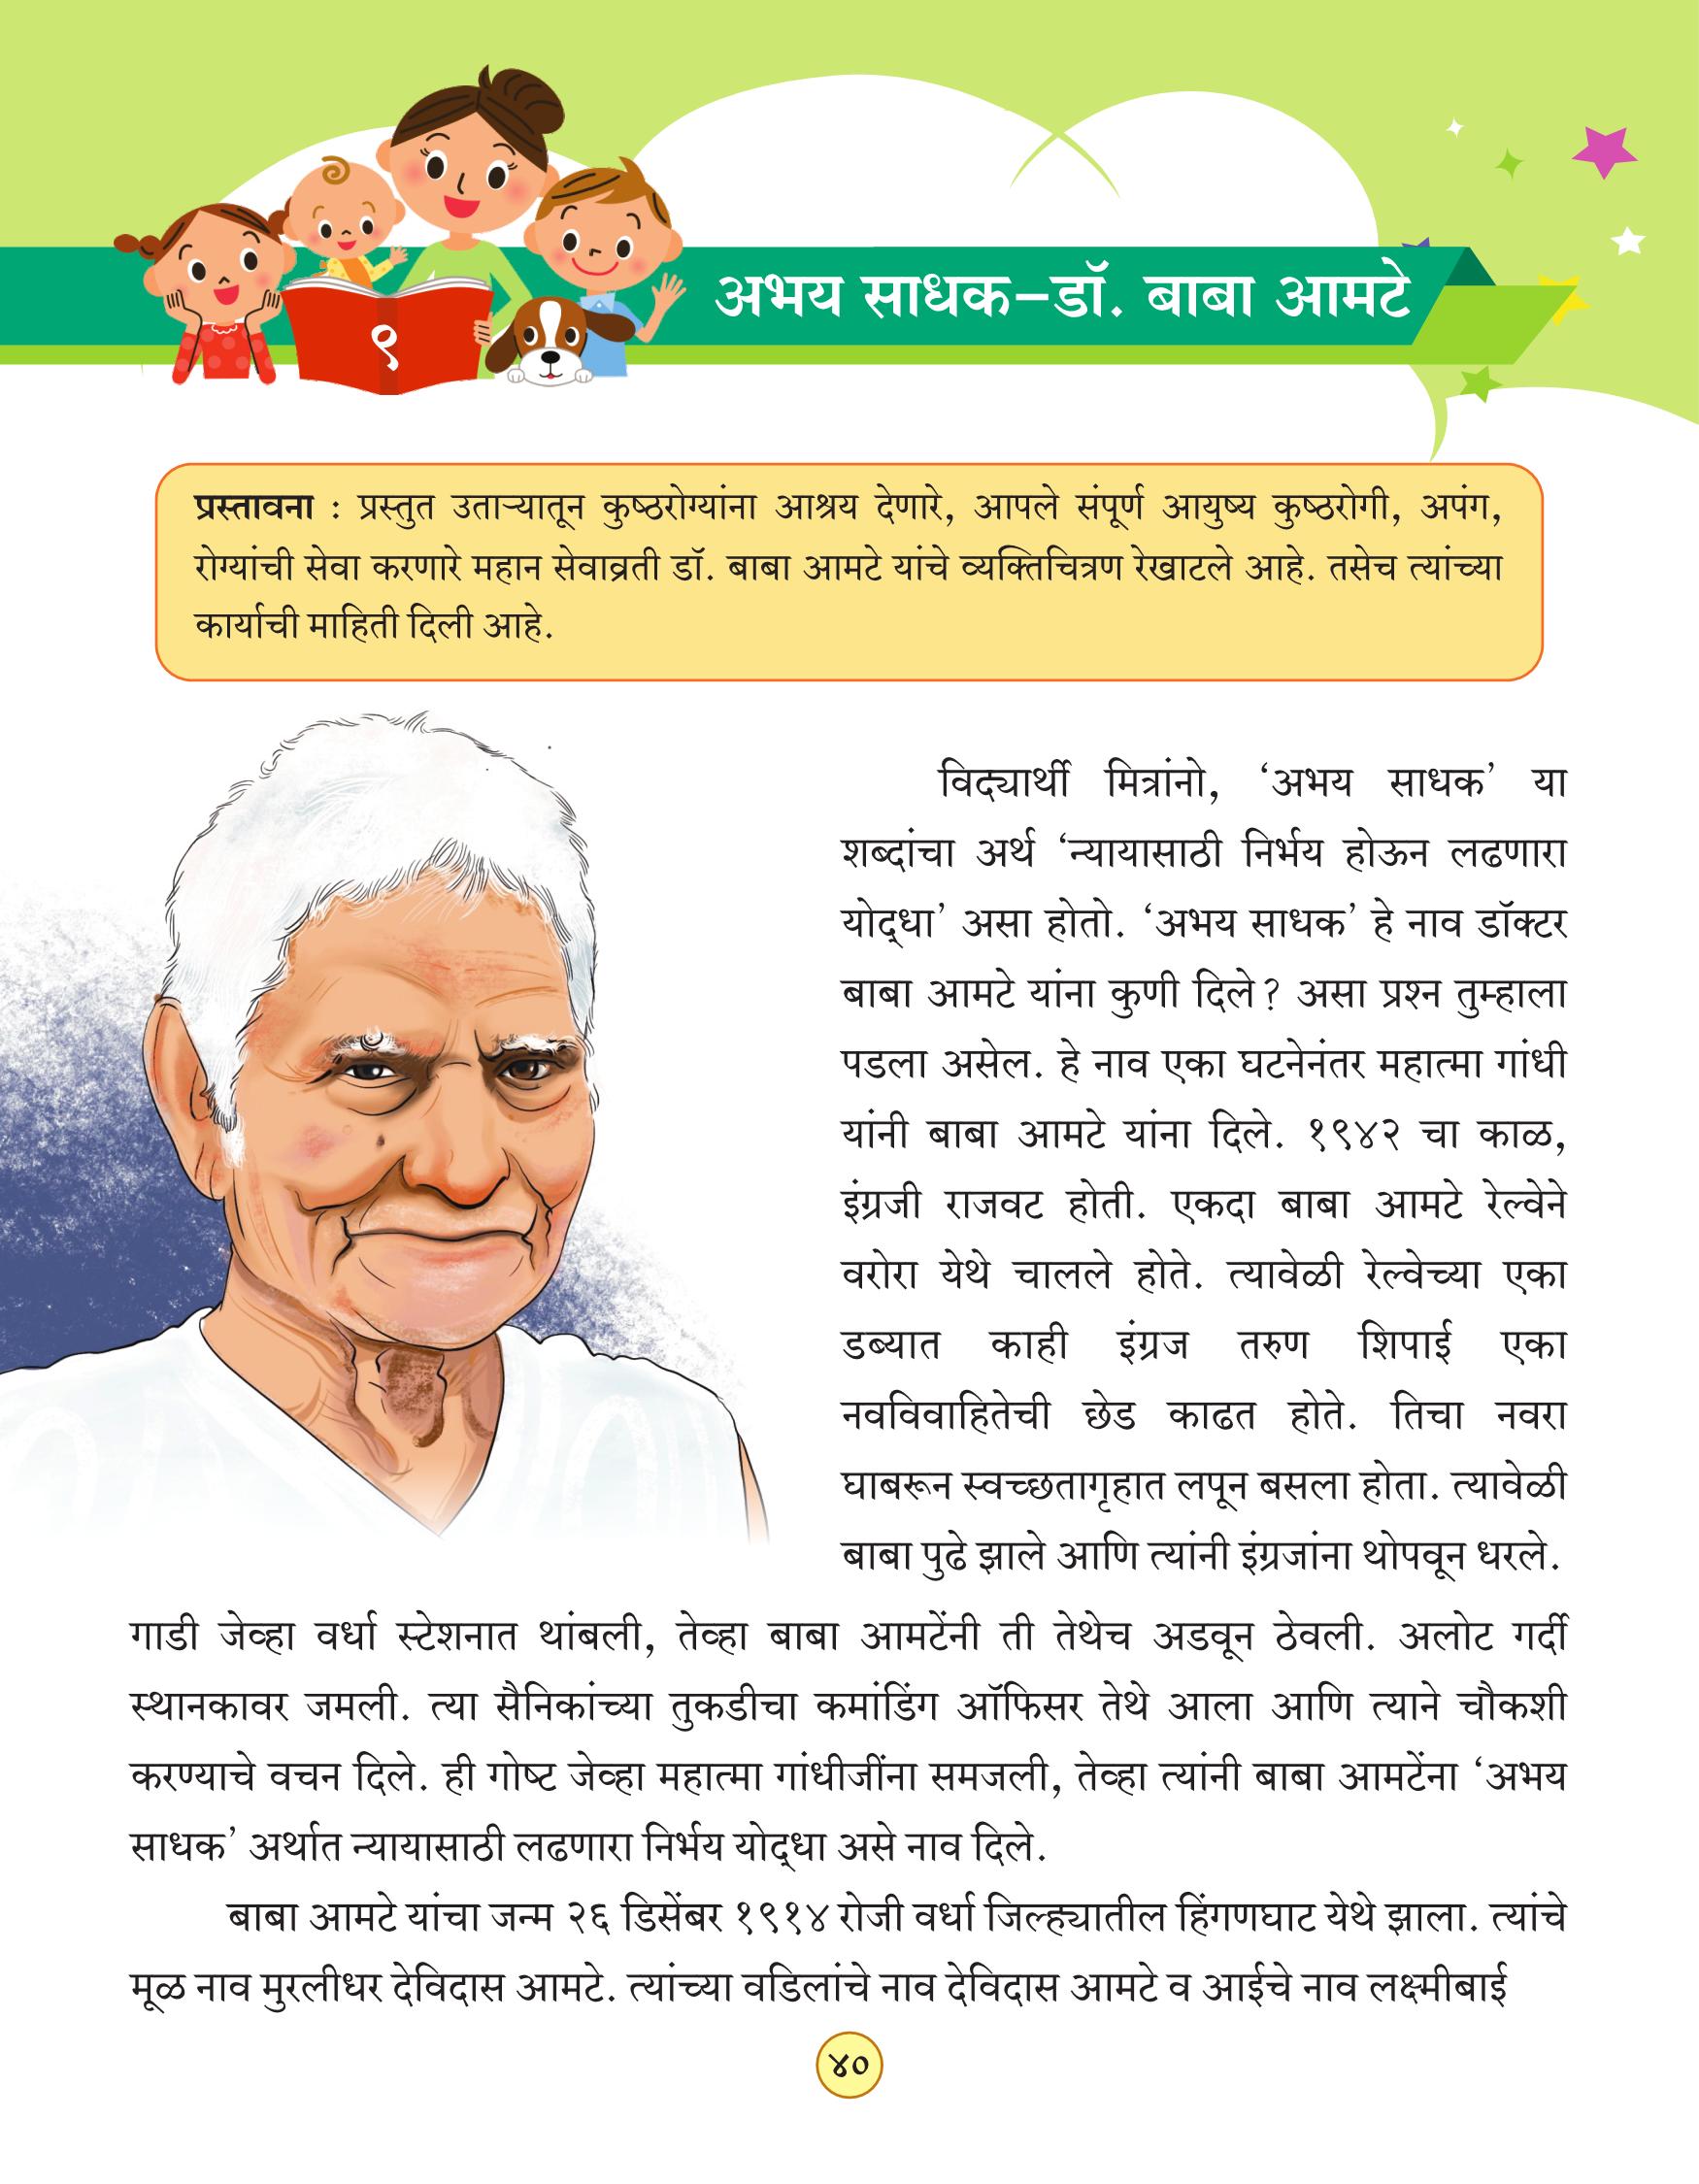 अभय साधक–डॉ. बाबा आमटे
९
प्रस्तावना : प्रस्तुत उताऱ्यातून कुष्ठरोग्यांना आश्रय देणारे, आपले संपूर्ण आयुष्य कुष्ठरोगी, अपंग,
रोग्यांची सेवा करणारे महान सेवाव्रती डॉ. बाबा आमटे यांचे व्यक्तिचित्रण रेखाटले आहे. तसेच त्यांच्या
कार्याची माहिती दिली आहे.
विद्यार्थी मित्रांनो, ‘अभय साधक’ या
शब्दांचा अर्थ ‘न्यायासाठी निर्भय होऊन लढणारा
योद्धा’ असा होतो. ‘अभय साधक’ हे नाव डॉक्टर
बाबा आमटे यांना कुणी दिले? असा प्रश्न तुम्हाला
पडला असेल. हे नाव एका घटनेनंतर महात्मा गांधी
यांनी बाबा आमटे यांना दिले. १९४२ चा काळ,
इंग्रजी राजवट होती. एकदा बाबा आमटे रेल्वेने
वरोरा येथे चालले होते. त्यावेळी रेल्वेच्या एका
डब्यात काही इंग्रज तरुण शिपाई एका
नवविवाहितेची छेड काढत होते. तिचा नवरा
घाबरून स्वच्छतागृहात लपून बसला होता. त्यावेळी
बाबा पुढे झाले आणि त्यांनी इंग्रजांना थोपवून धरले.
गाडी जेव्हा वर्धा स्टेशनात थांबली, तेव्हा बाबा आमटेंनी ती तेथेच अडवून ठेवली. अलोट गर्दी
स्थानकावर जमली. त्या सैनिकांच्या तुकडीचा कमांडिंग ऑफिसर तेथे आला आणि त्याने चौकशी
करण्याचे वचन दिले. ही गोष्ट जेव्हा महात्मा गांधीजींना समजली, तेव्हा त्यांनी बाबा आमटेंना ‘अभय
साधक’ अर्थात न्यायासाठी लढणारा निर्भय योद्धा असे नाव दिले.
बाबा आमटे यांचा जन्म २६ डिसेंबर १९१४ रोजी वर्धा जिल्ह्यातील हिंगणघाट येथे झाला. त्यांचे
मूळ नाव मुरलीधर देविदास आमटे. त्यांच्या वडिलांचे नाव देविदास आमटे व आईचे नाव लक्ष्मीबाई
४०